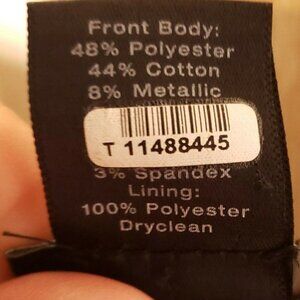 Front Body:
48% Polyester
44% Cotton
8% Metallic
T 11488445
3% Spandex
Lining:
100% Polyester
Dryclean